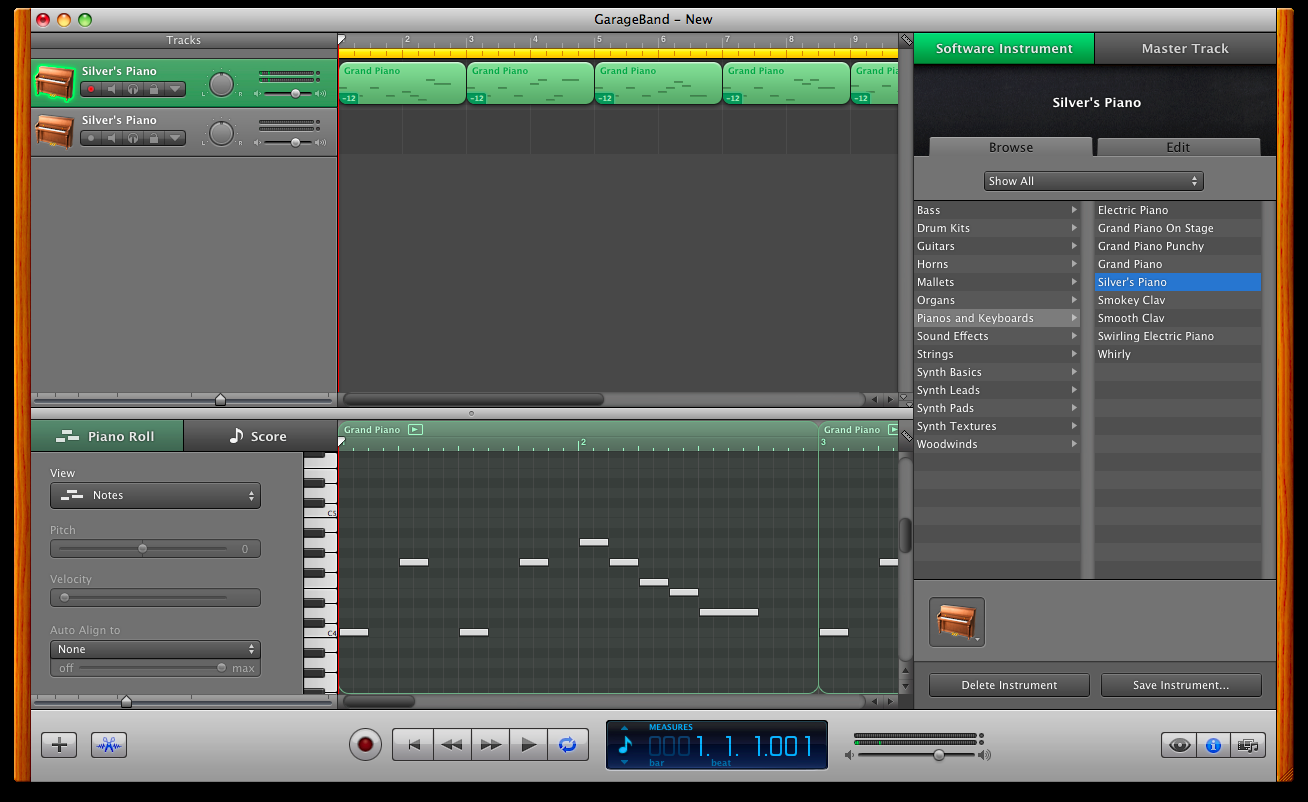 GarageBand – New
Tracks
2 3 4 5 6 7 8 9
Silver's Piano
L R
Silver's Piano
L R
Grand Piano Grand Piano Grand Piano Grand Piano Grand Pi
-12 -12 -12 -12 -12
Software Instrument Master Track
Silver's Piano
Browse Edit
Show All
Bass
Drum Kits
Guitars
Horns
Mallets
Organs
Pianos and Keyboards
Sound Effects
Strings
Synth Basics
Synth Leads
Synth Pads
Synth Textures
Woodwinds
Electric Piano
Grand Piano On Stage
Grand Piano Punchy
Grand Piano
Silver's Piano
Smokey Clav
Smooth Clav
Swirling Electric Piano
Whirly
Delete Instrument Save Instrument...
Piano Roll Score
View
Notes
Pitch
0
Velocity
Auto Align to
None
off max
Grand Piano Grand Piano
2 3
C5
C4
MEASURES
1. 1. 1.001
bar beat